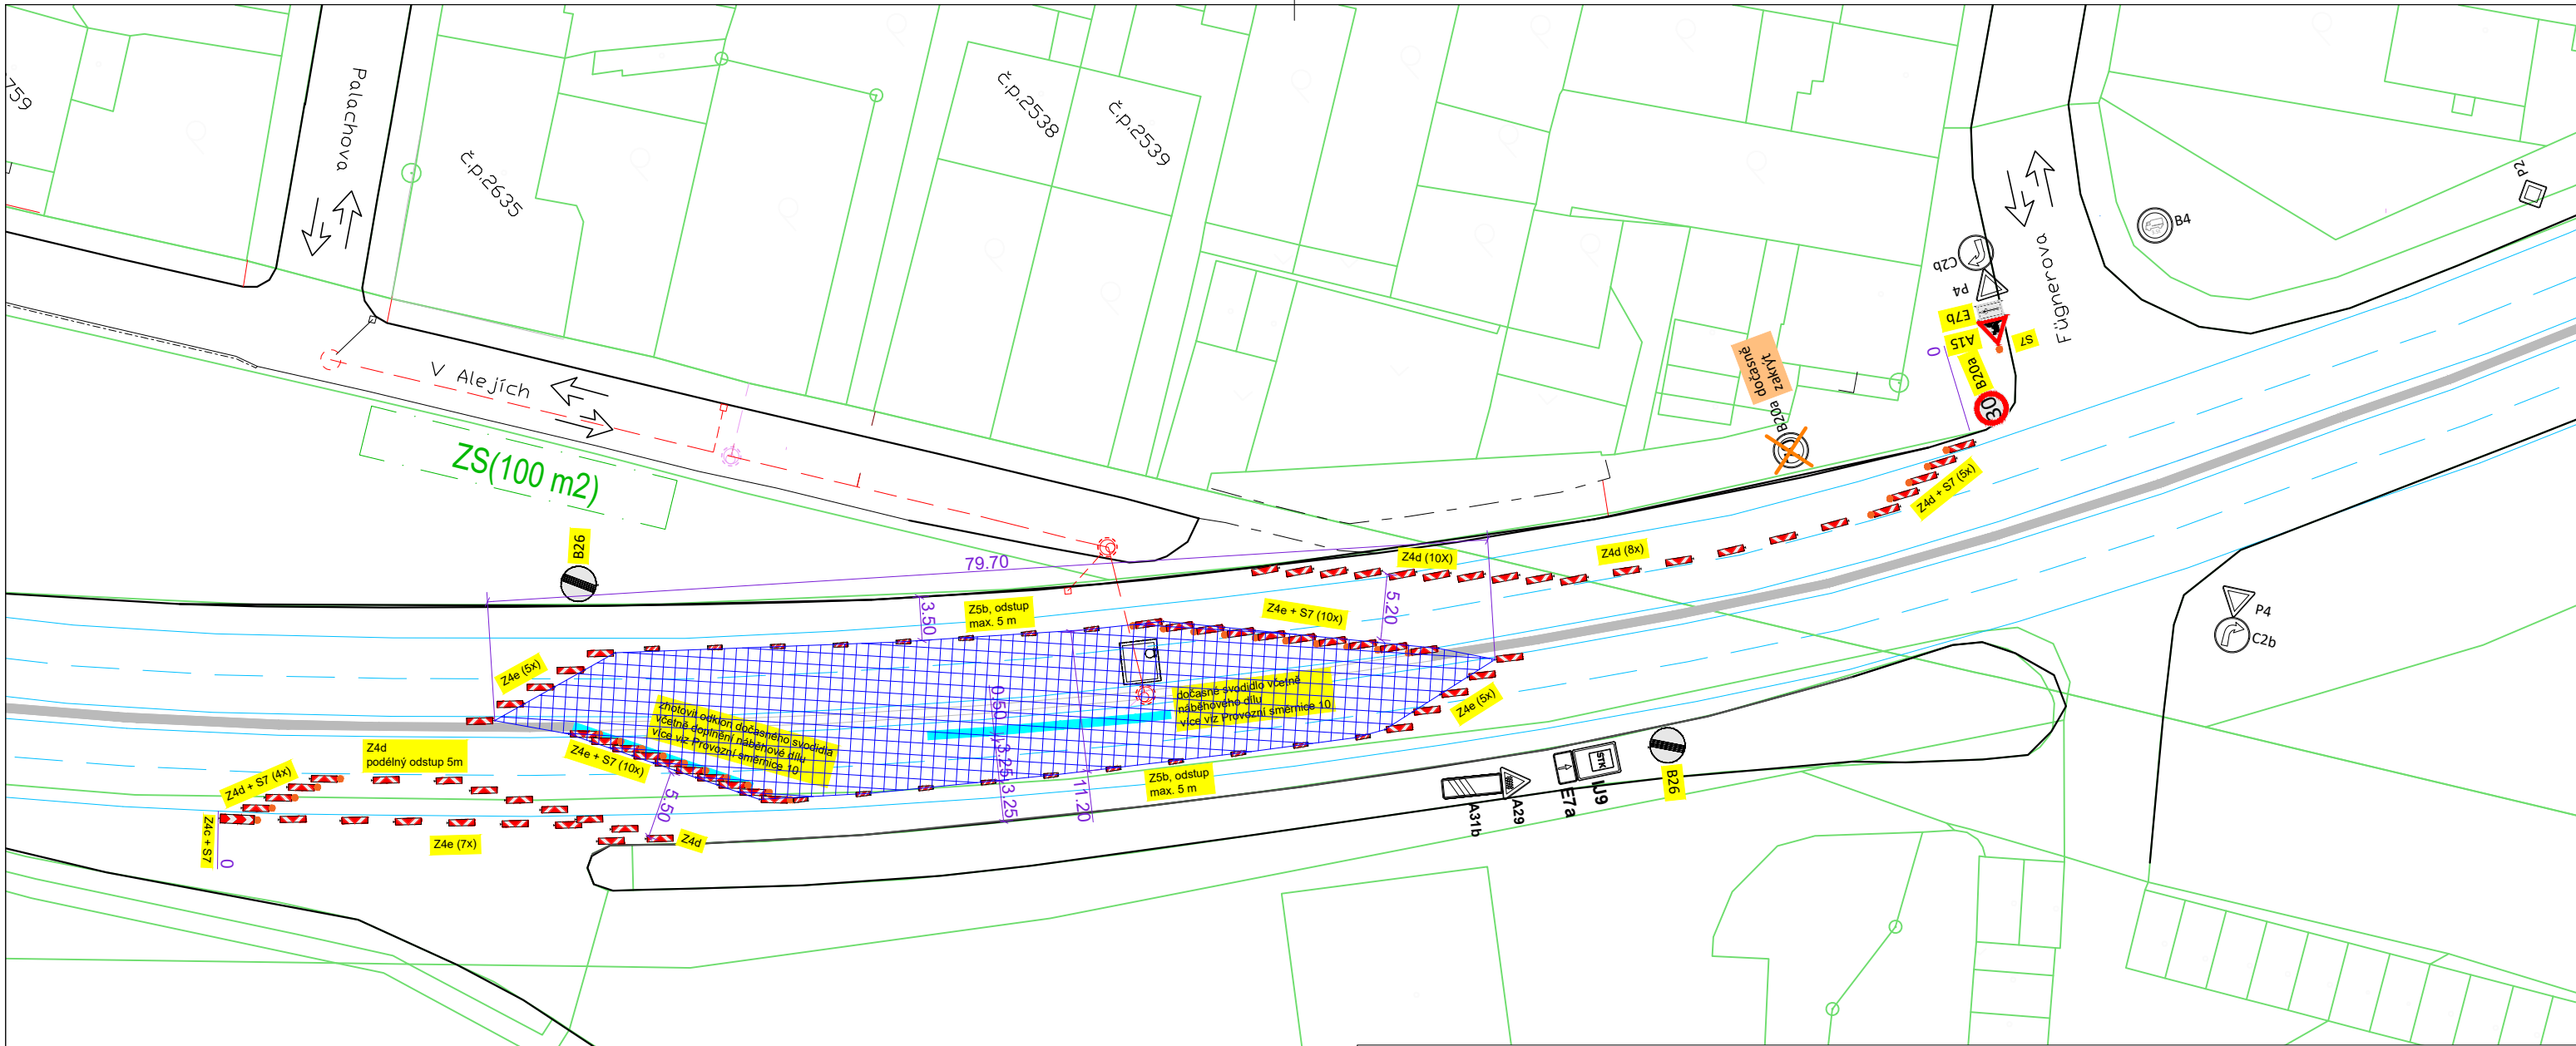 759
Palachova
č.p.2635
č.p.2538
č.p.2539
P2
B4
C2b
P4
E7b
A15
S7
B20a
30
0
Fügnerova
dočasně
zakrýt
B20a
V Alejích
ZS(100 m2)
B26
79.70
Z4d (10X)
Z4d (8x)
Z4d + S7 (5x)
3.50
Z5b, odstup
max. 5 m
Z4e + S7 (10x)
5.20
P4
C2b
Z4e (5x)
dočasné svodidlo včetně
náběhového dílu
více viz Provozní směrnice 10
Z4e (5x)
zhotovit odklon dočasného svodidla
včetně doplnění náběhové dílu
více viz Provozní směrnice 10
0.50
3.25
3.25
11.20
Z4e + S7 (10x)
Z4d
podélný odstup 5m
Z4d + S7 (4x)
Z5b, odstup
max. 5 m
5.50
STK
IJ9
E7a
A29
A31b
B26
Z4c + S7
0
Z4e (7x)
Z4d